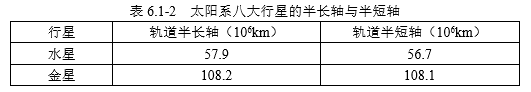 表 6.1-2 太阳系八大行星的半长轴与半短轴
行星 轨道半长轴（10⁶km） 轨道半短轴（10⁶km）
水星 57.9 56.7
金星 108.2 108.1